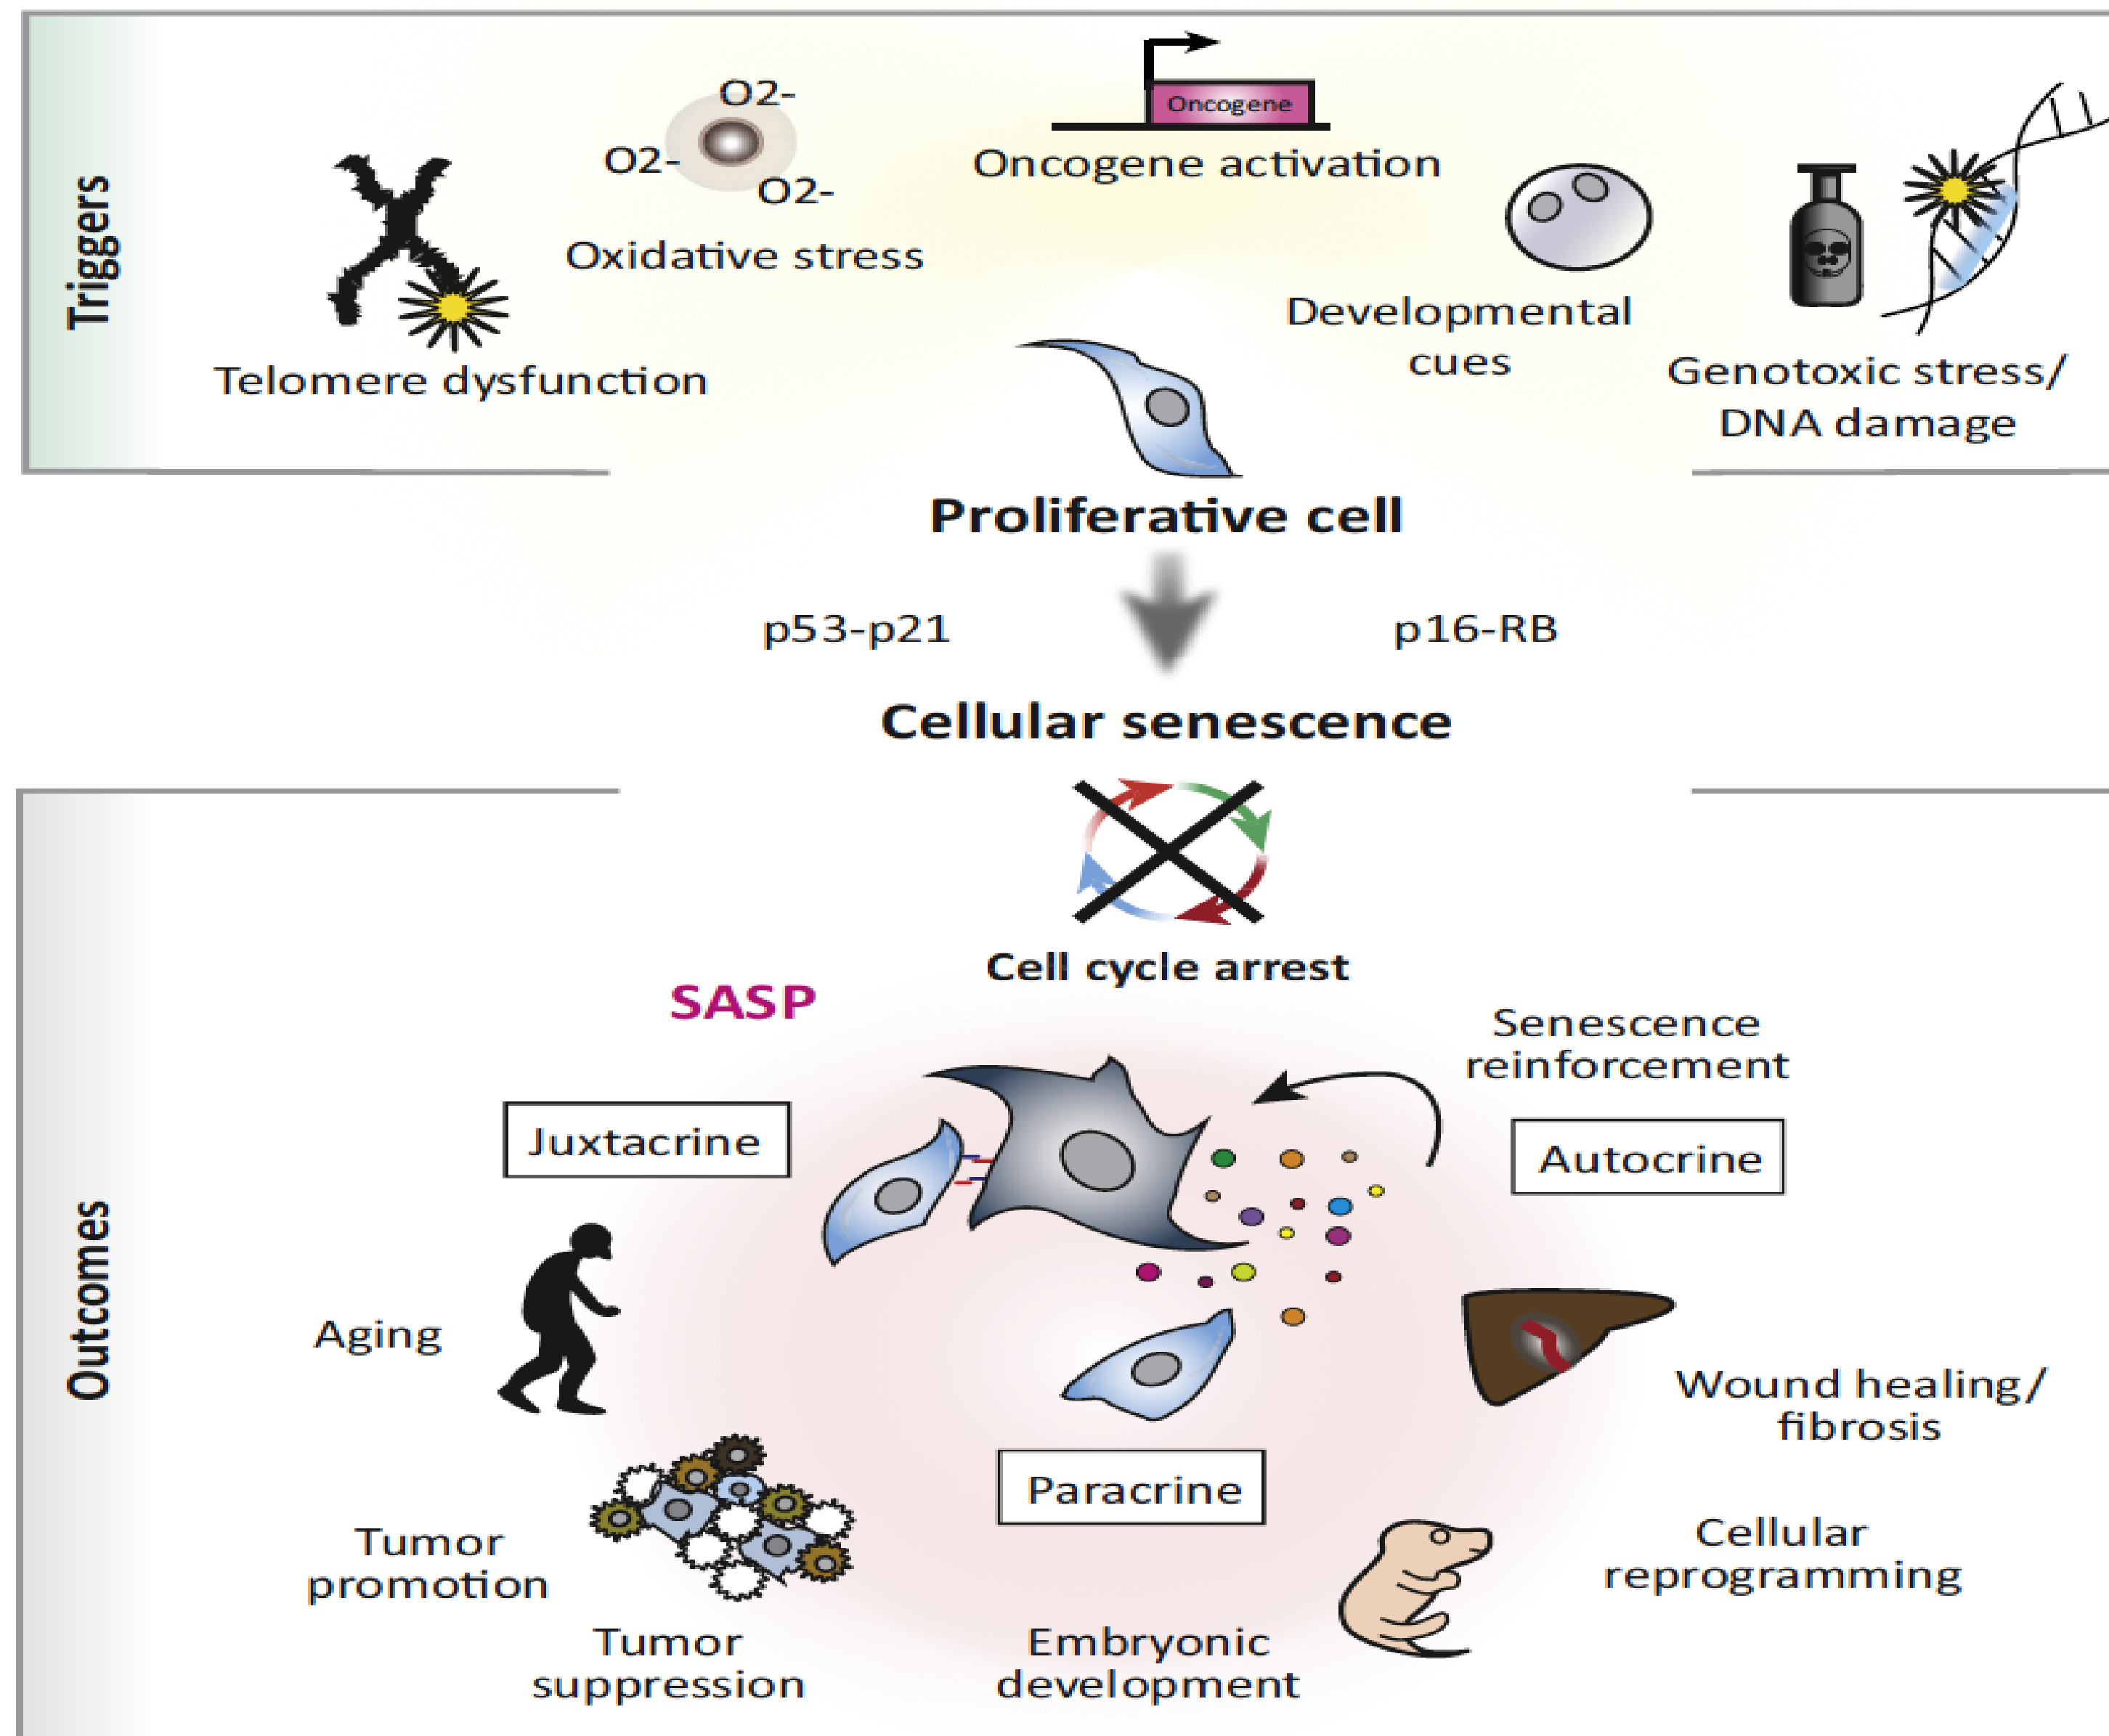 Triggers
O2-
O2-
O2-
Oxidative stress
Oncogene
Oncogene activation
Telomere dysfunction
Developmental
cues
Genotoxic stress/
DNA damage
Proliferative cell
p53-p21
p16-RB
Cellular senescence
Outcomes
Cell cycle arrest
SASP
Senescence
reinforcement
Juxtacrine
Autocrine
Aging
Wound healing/
fibrosis
Paracrine
Tumor
promotion
Cellular
reprogramming
Tumor
suppression
Embryonic
development